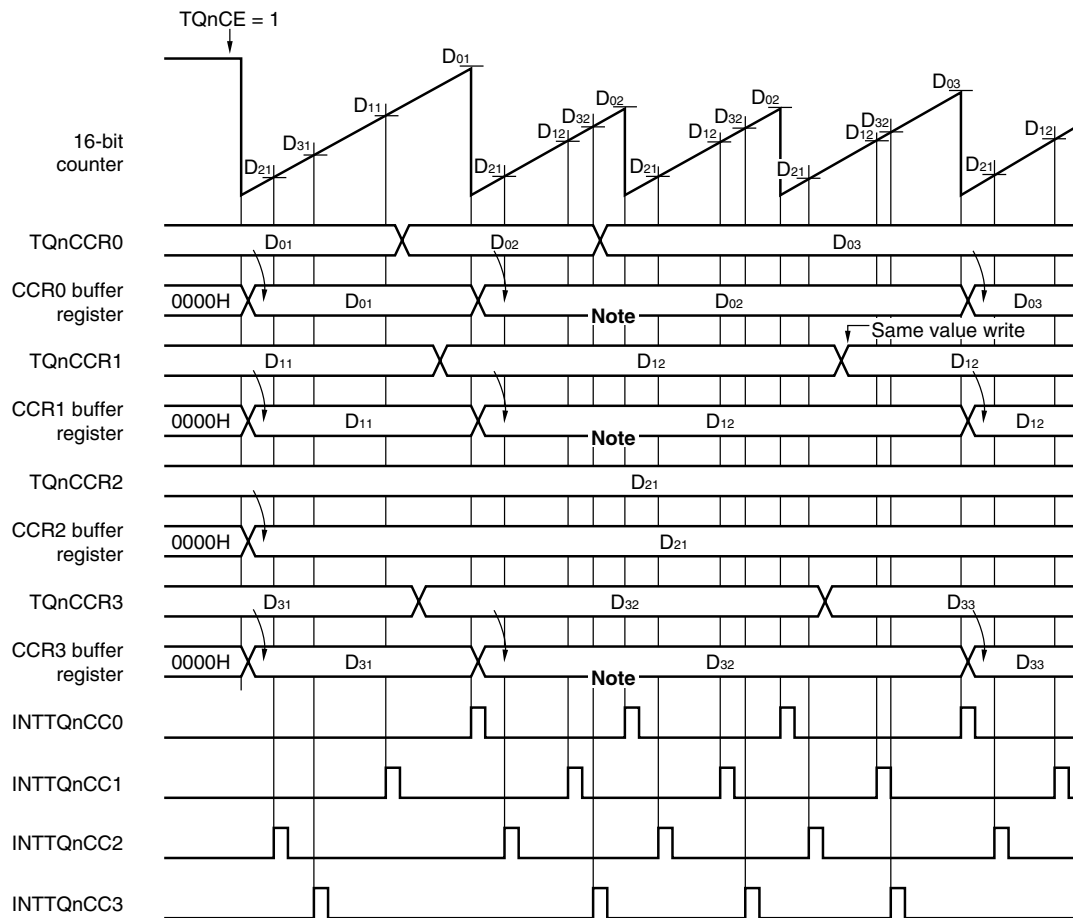 TQnCE = 1
16-bit
counter
D21 D31 D11 D01 D21 D12 D32 D02 D21 D12 D32 D02 D21 D12 D32 D03 D21 D12
TQnCCR0 D01 D02 D03
CCR0 buffer
register 0000H D01 D02 D03
Note
Same value write
TQnCCR1 D11 D12 D12
CCR1 buffer
register 0000H D11 D12 D12
Note
TQnCCR2 D21
CCR2 buffer
register 0000H D21
TQnCCR3 D31 D32 D33
CCR3 buffer
register 0000H D31 D32 D33
Note
INTTQnCC0
INTTQnCC1
INTTQnCC2
INTTQnCC3